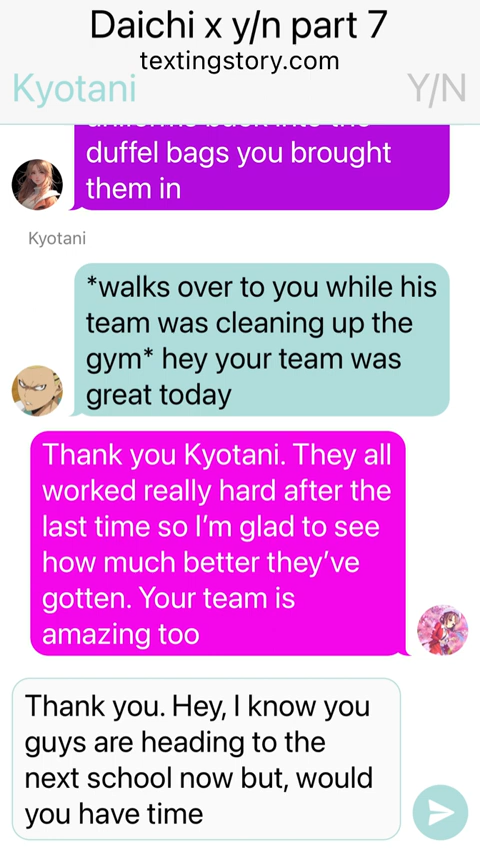 Daichi x y/n part 7
textingstory.com
Kyotani
Y/N
duffel bags you brought
them in
Kyotani
*walks over to you while his
team was cleaning up the
gym* hey your team was
great today
Thank you Kyotani. They all
worked really hard after the
last time so I'm glad to see
how much better they've
gotten. Your team is
amazing too
Thank you. Hey, I know you
guys are heading to the
next school now but, would
you have time